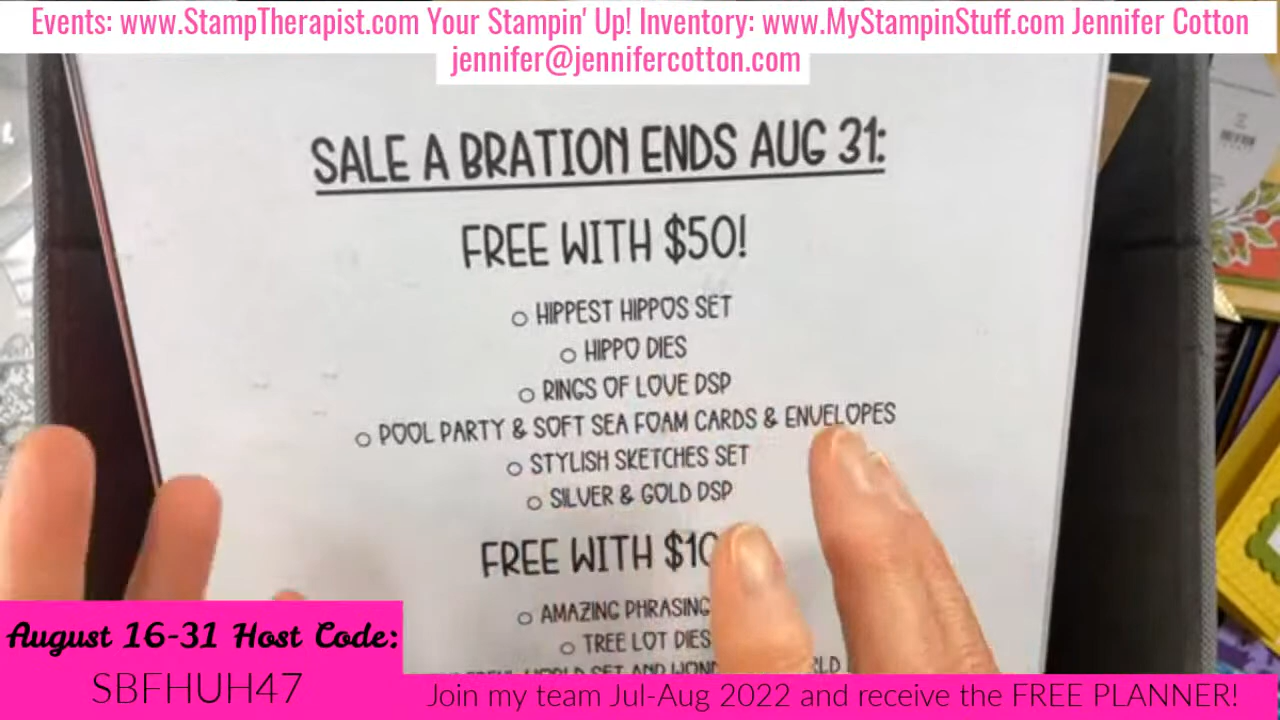 Events: www.StampTherapist.com Your Stampin' Up! Inventory: www.MyStampinStuff.com Jennifer Cotton
jennifer@jennifercotton.com
SALE A BRATION ENDS AUG 31:
FREE WITH $50!
○ HIPPEST HIPPOS SET
○ HIPPO DIES
○ RINGS OF LOVE DSP
○ POOL PARTY & SOFT SEA FOAM CARDS & ENVELOPES
○ STYLISH SKETCHES SET
○ SILVER & GOLD DSP
FREE WITH
○ AMAZING PHRASING
○ TREE LOT DIES
WORLD SET AND
August 16-31 Host Code:
SBFHUH47
Join my team Jul-Aug 2022 and receive the FREE PLANNER!